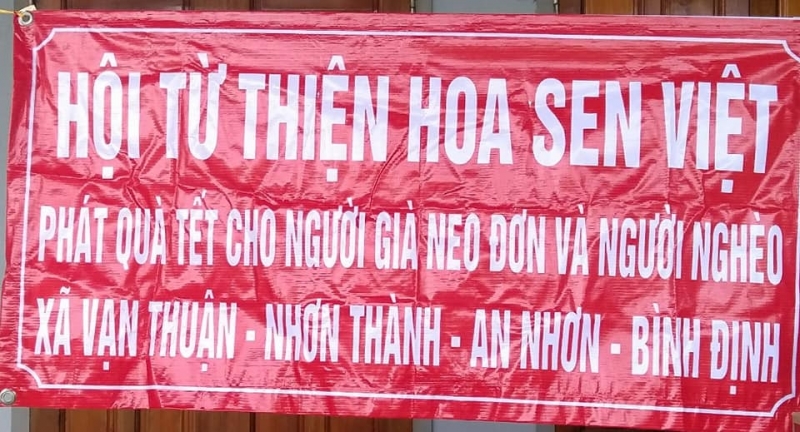 HỘI TỪ THIỆN HOA SEN VIỆT
PHÁT QUÀ TẾT CHO NGƯỜI GIÀ NEO ĐƠN VÀ NGƯỜI NGHÈO
XÃ VẠN THUẬN - NHƠN THÀNH - AN NHƠN - BÌNH ĐỊNH